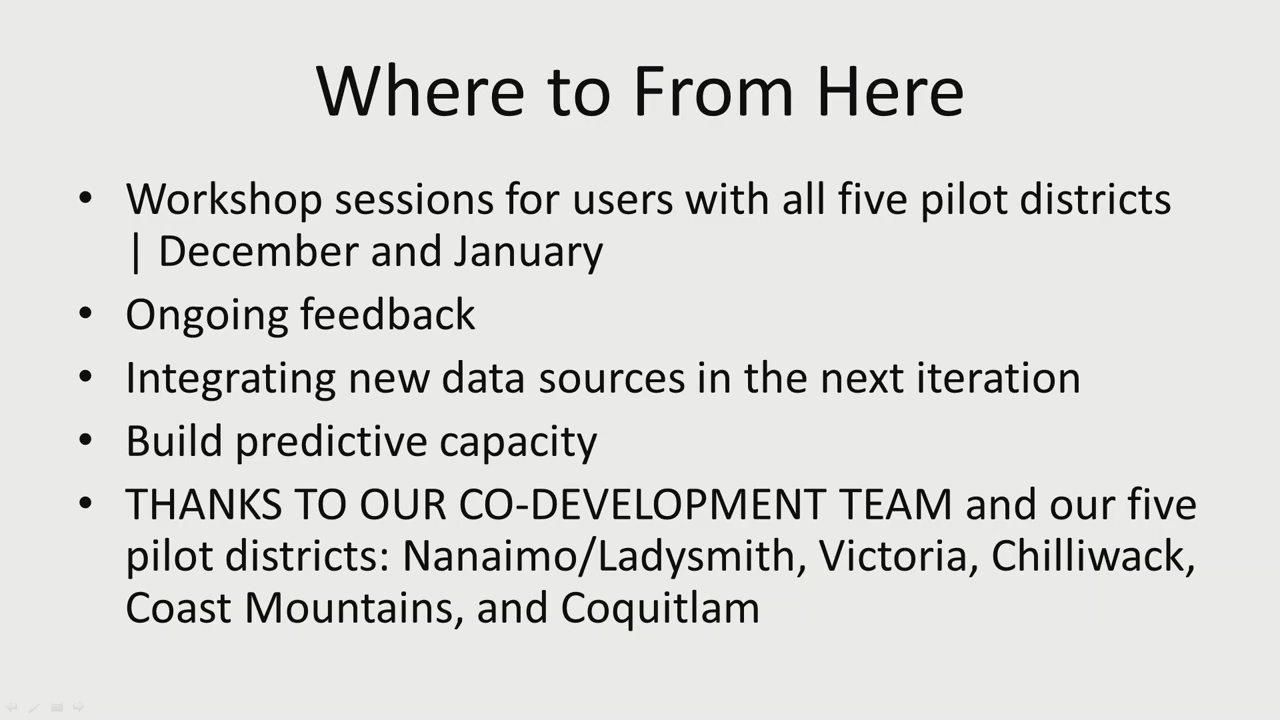 Where to From Here
• Workshop sessions for users with all five pilot districts
| December and January
• Ongoing feedback
• Integrating new data sources in the next iteration
• Build predictive capacity
• THANKS TO OUR CO-DEVELOPMENT TEAM and our five
pilot districts: Nanaimo/Ladysmith, Victoria, Chilliwack,
Coast Mountains, and Coquitlam